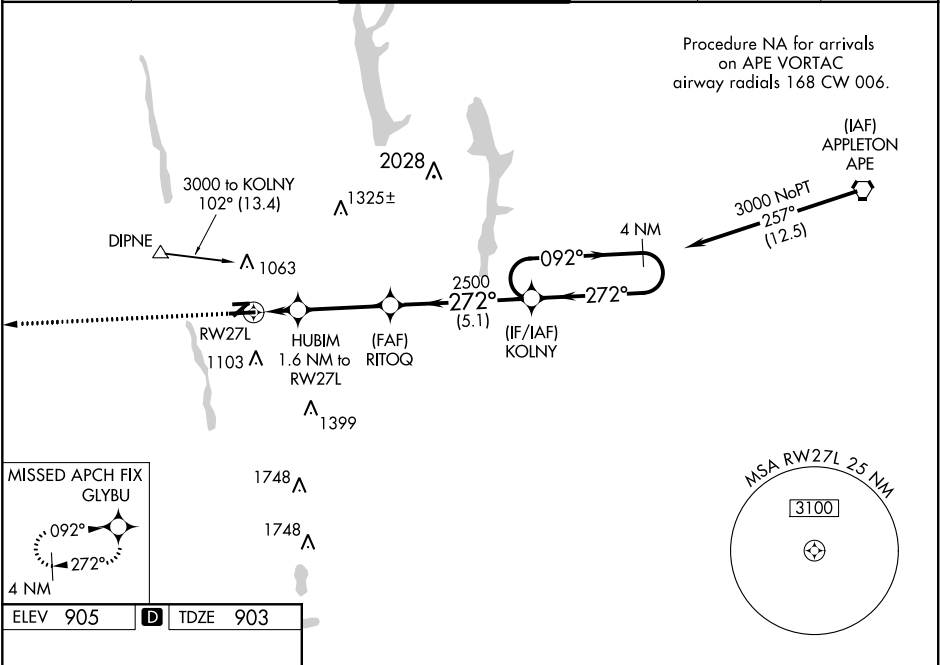 Procedure NA for arrivals
on APE VORTAC
airway radials 168 CW 006.
(IAF)
APPLETON
APE
2028
1325±
3000 to KOLNY
102° (13.4)
3000 NoPT
257°
(12.5)
4 NM
DIPNE
1063
092°
2500
272°
(5.1)
272°
RW27L
HUBIM
1.6 NM to
RW27L
(FAF)
RITOQ
(IF/IAF)
KOLNY
1103
1399
MISSED APCH FIX
GLYBU
092°
272°
4 NM
1748
1748
MSA RW27L 25 NM
3100
ELEV 905 D TDZE 903